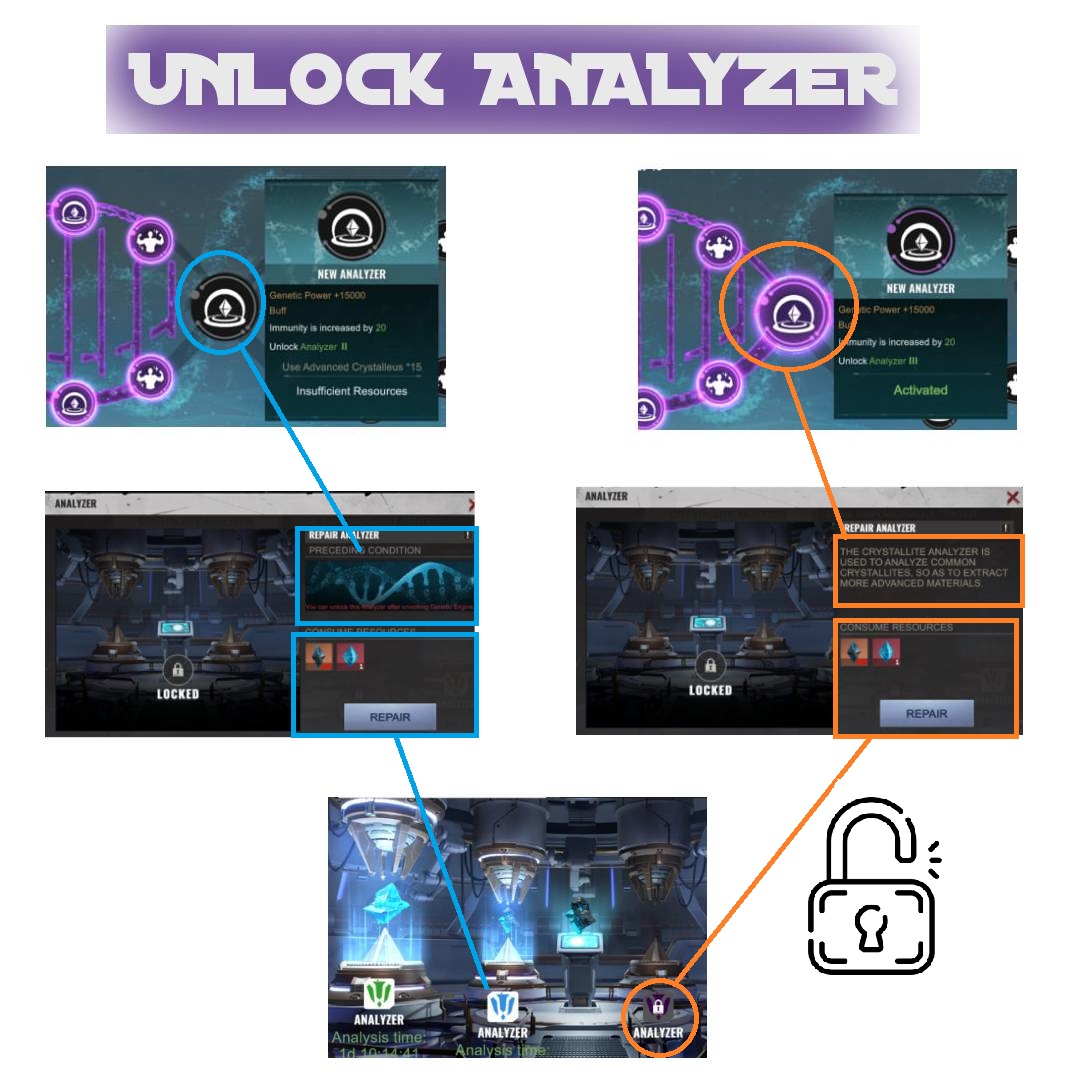 UNLOCK ANALYZER
NEW ANALYZER
Genetic Power +15000
Buff
Immunity is increased by 20
Unlock Analyzer II
Use Advanced Crystalleus *15
Insufficient Resources
NEW ANALYZER
Genetic Power +15000
Buff
Immunity is increased by 20
Unlock Analyzer III
Activated
ANALYZER
REPAIR ANALYZER
!
PRECEDING CONDITION
You can unlock this Analyzer after unlocking Genetic Engine
CONSUME RESOURCES
1
REPAIR
LOCKED
ANALYZER
REPAIR ANALYZER
!
THE CRYSTALLITE ANALYZER IS
USED TO ANALYZE COMMON
CRYSTALLITES, SO AS TO EXTRACT
MORE ADVANCED MATERIALS.
CONSUME RESOURCES
1
REPAIR
LOCKED
ANALYZER
Analysis time:
1d 10:14:41
ANALYZER
Analysis time:
ANALYZER